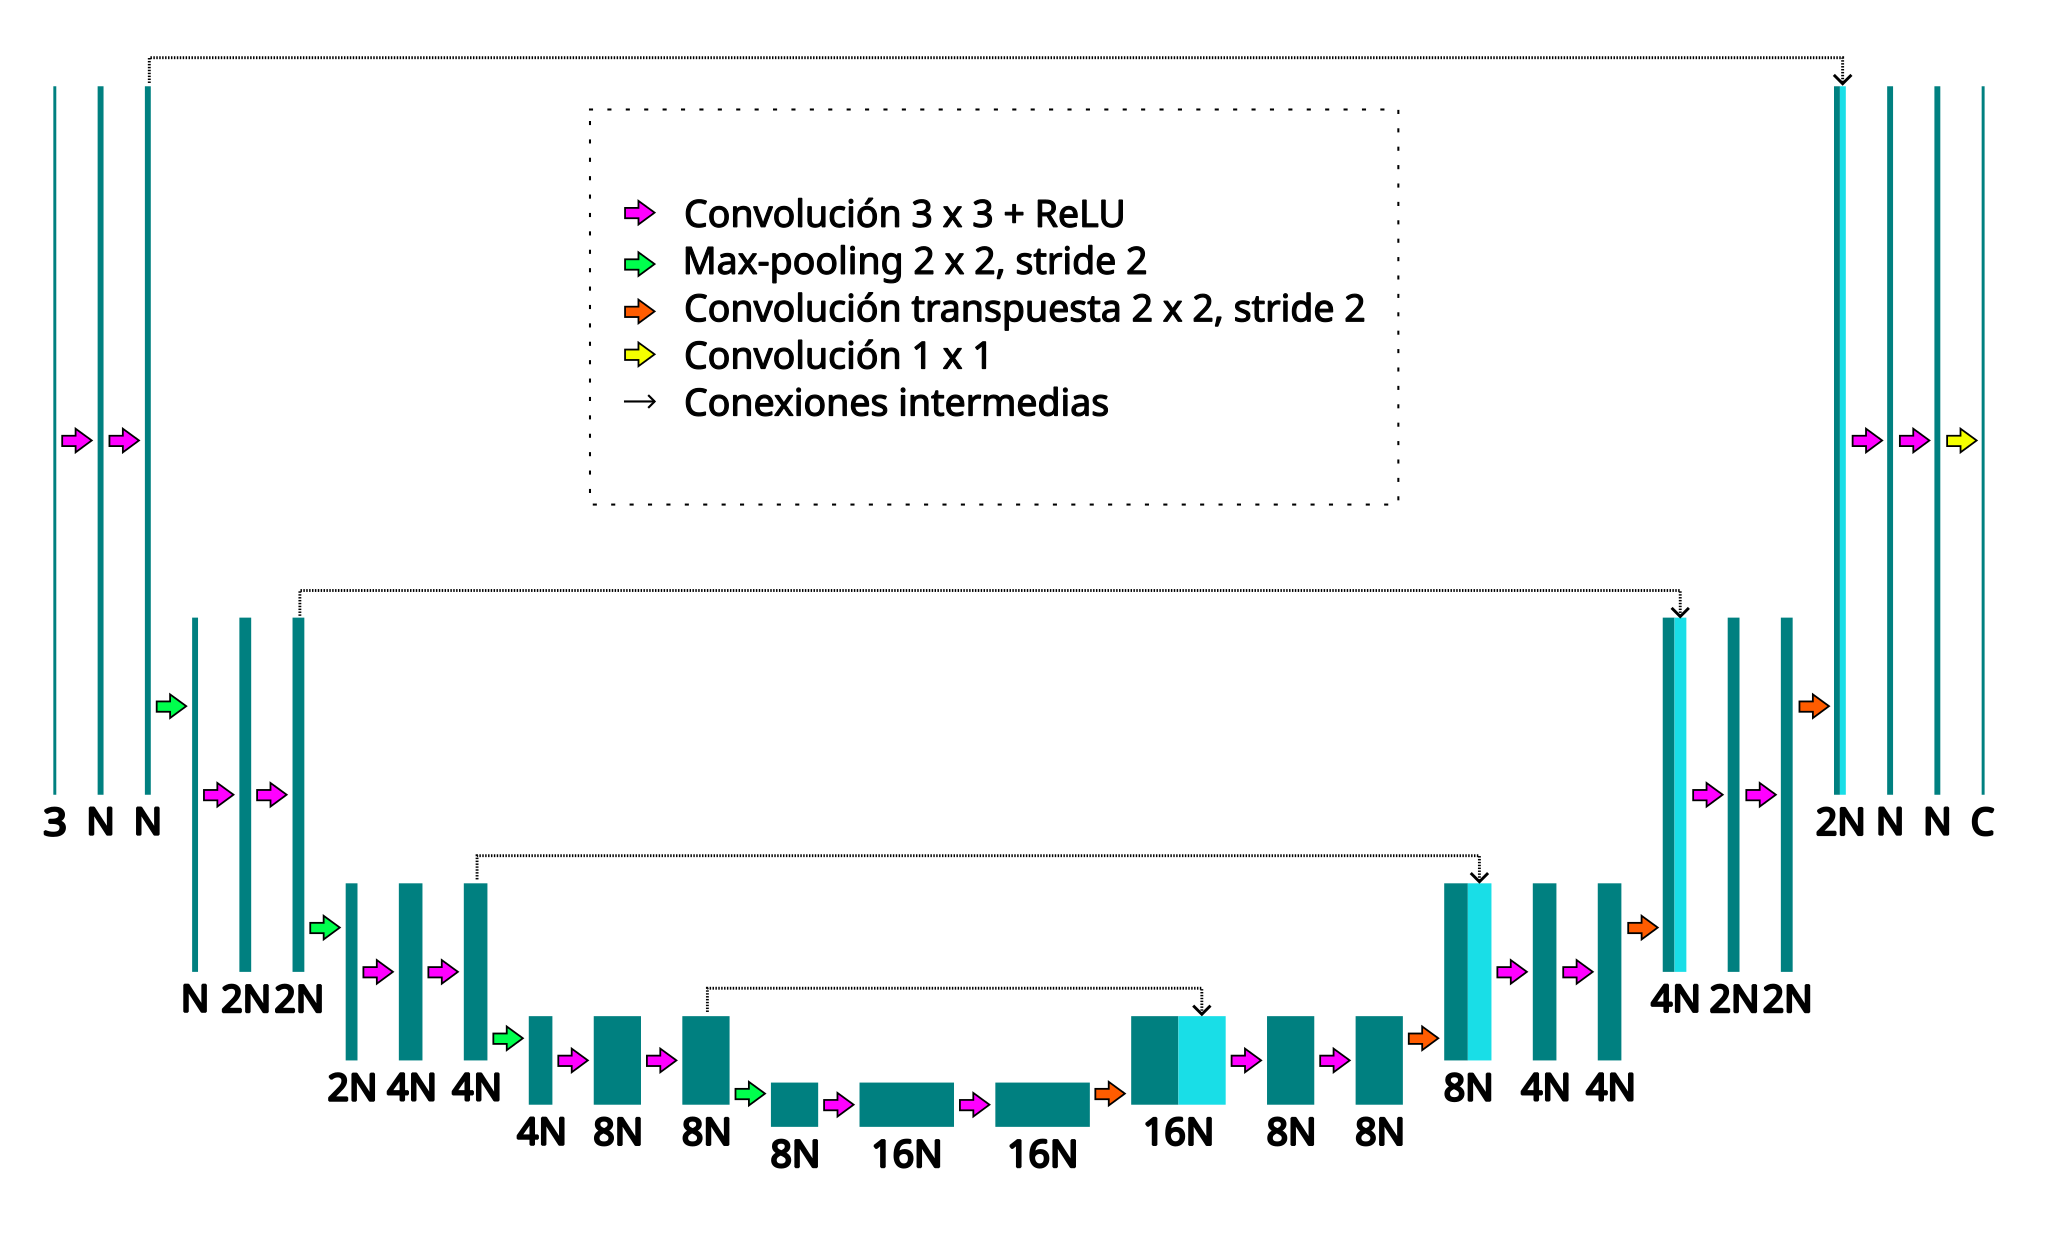 Convolución 3 x 3 + ReLU
Max-pooling 2 x 2, stride 2
Convolución transpuesta 2 x 2, stride 2
Convolución 1 x 1
Conexiones intermedias
3 N N
2N N N C
N 2N 2N
4N 2N 2N
2N 4N 4N
8N 4N 4N
4N 8N 8N
16N 8N 8N
8N 16N 16N